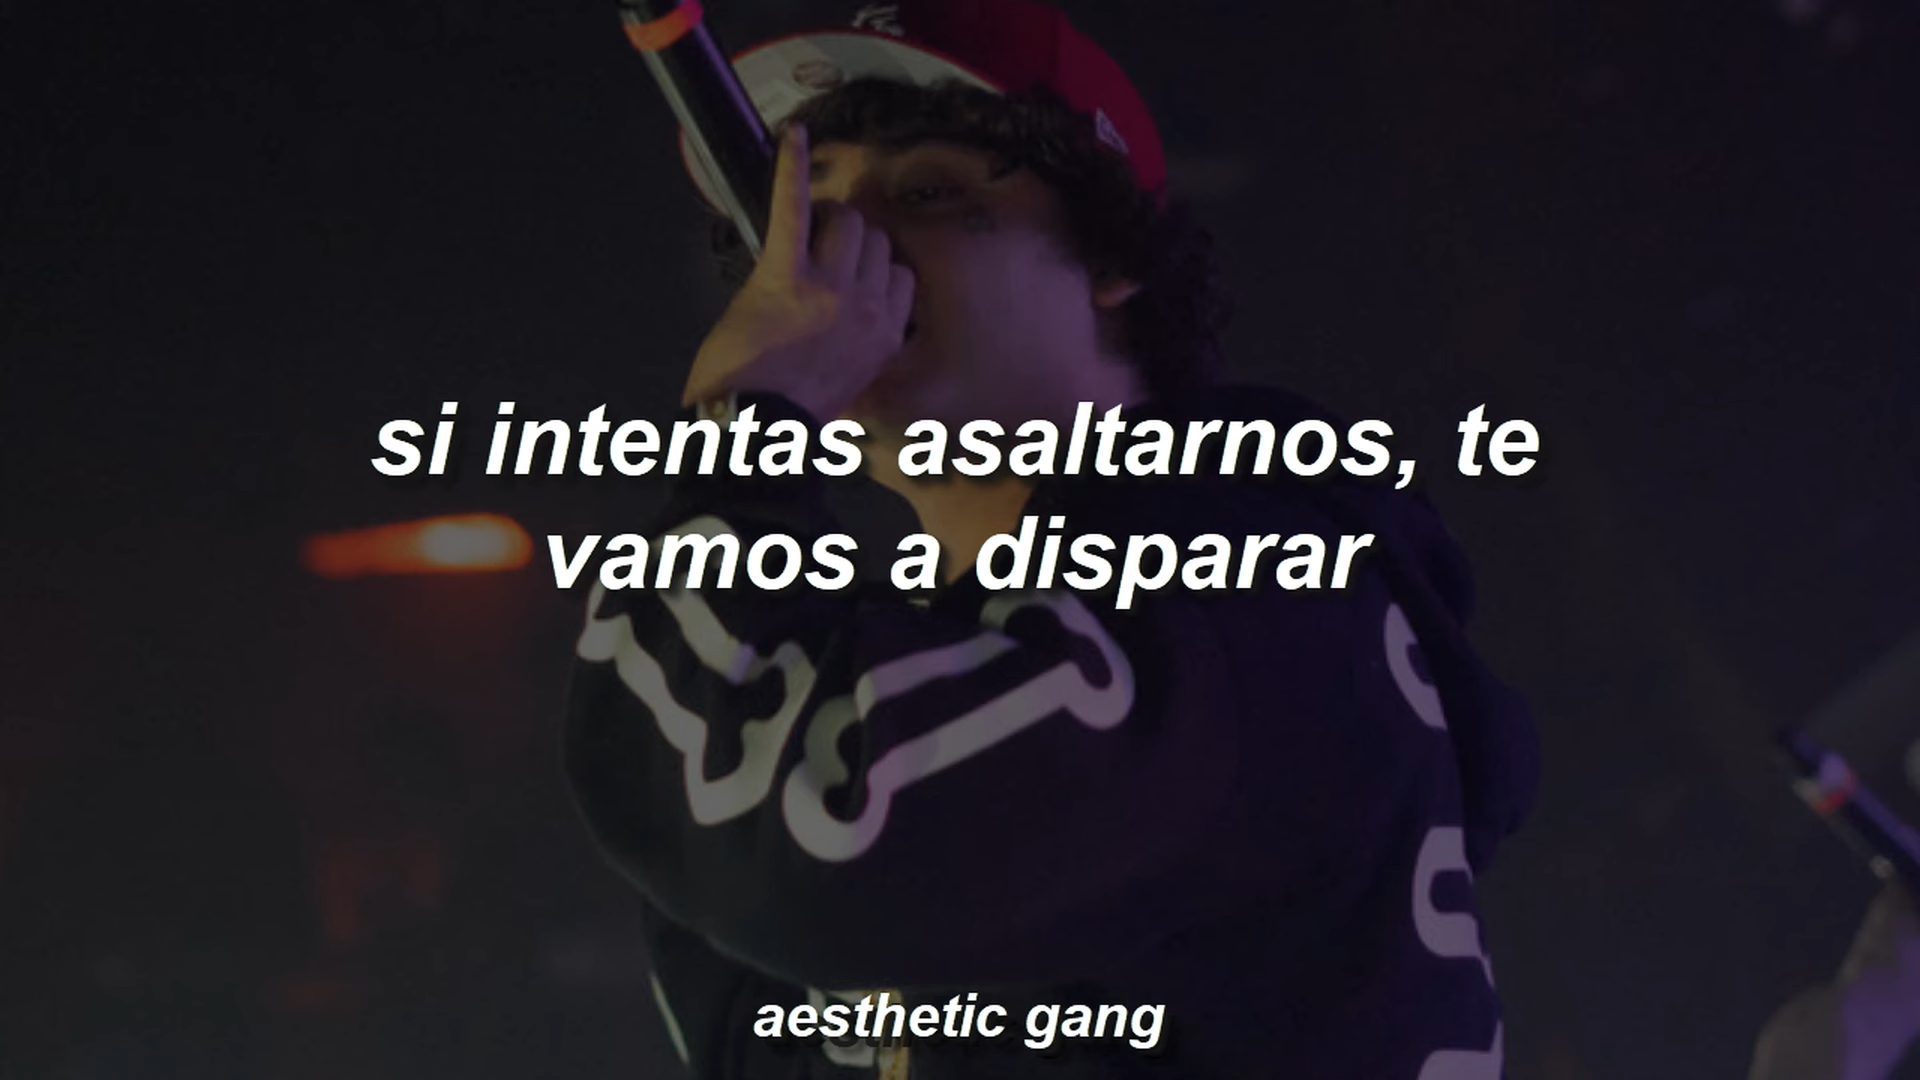 si intentas asaltarnos, te
vamos a disparar
aesthetic gang